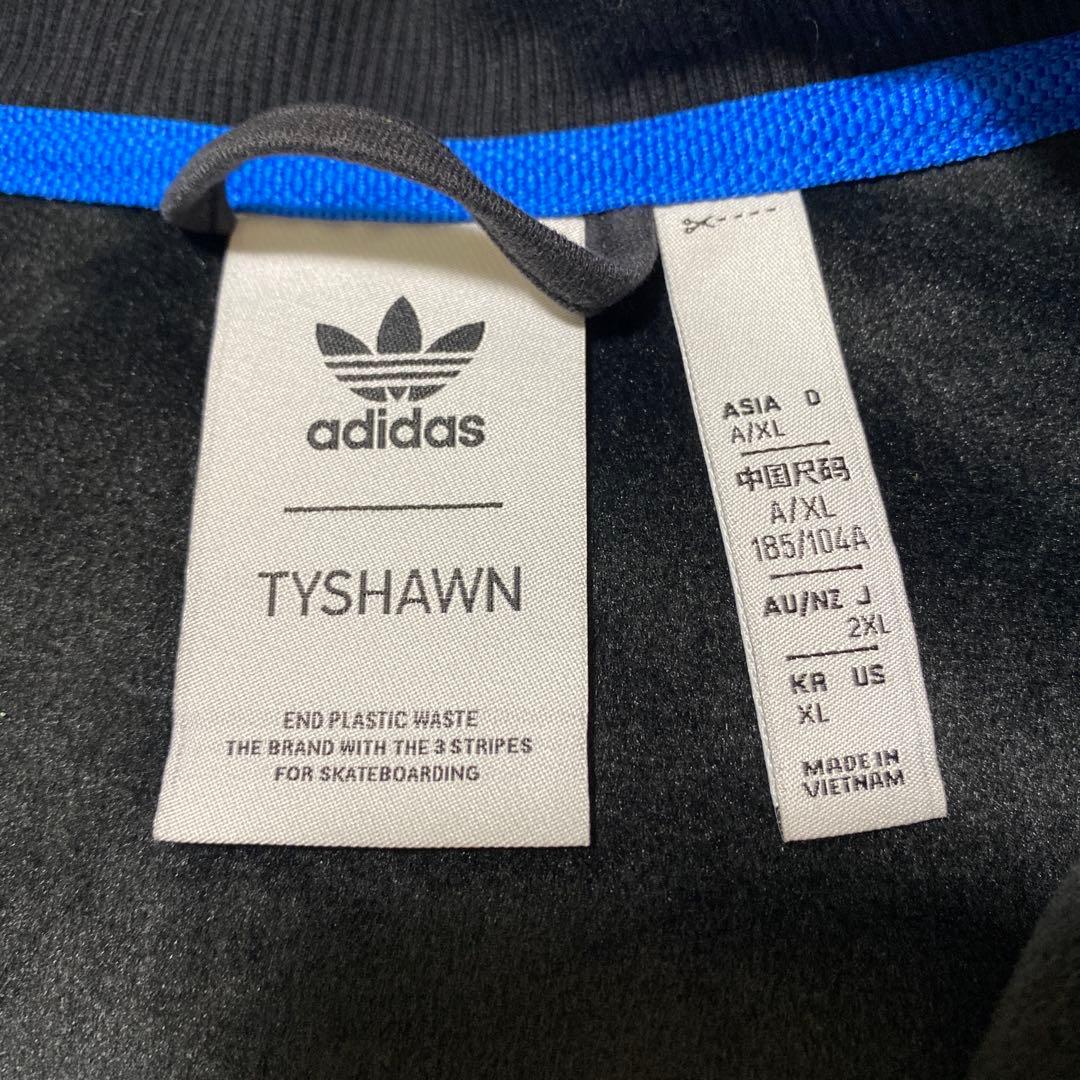 adidas
TYSHAWN
END PLASTIC WASTE
THE BRAND WITH THE 3 STRIPES
FOR SKATEBOARDING
ASIA D
A/XL
中国尺码
A/XL
185/104A
AU/NZ J
2XL
KR US
XL
MADE IN
VIETNAM